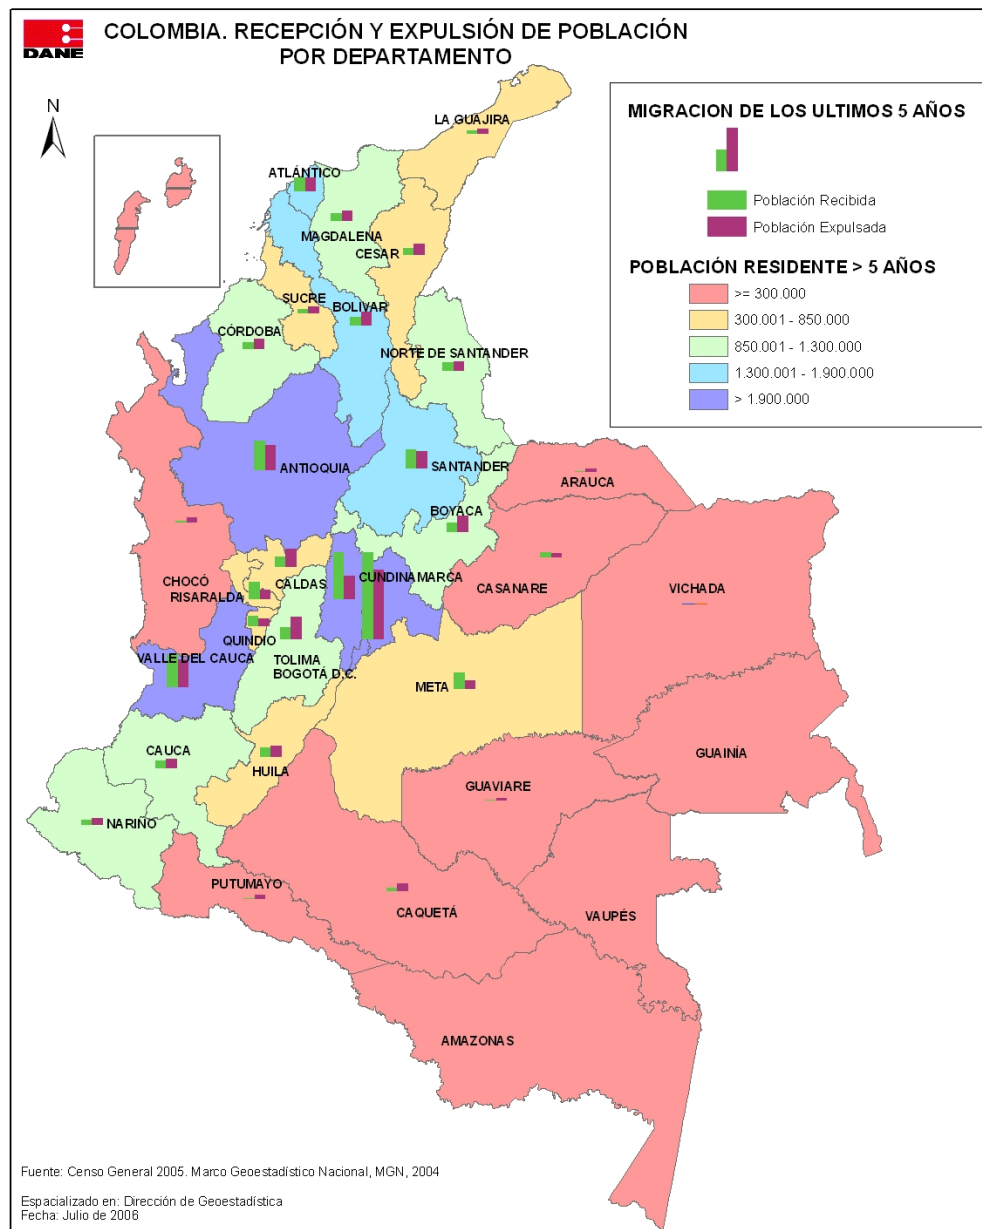 DANE
COLOMBIA. RECEPCIÓN Y EXPULSIÓN DE POBLACIÓN
POR DEPARTAMENTO
N
MIGRACION DE LOS ULTIMOS 5 AÑOS
Población Recibida
Población Expulsada
POBLACIÓN RESIDENTE > 5 AÑOS
>= 300.000
300.001 - 850.000
850.001 - 1.300.000
1.300.001 - 1.900.000
> 1.900.000
LA GUAJIRA
ATLÁNTICO
MAGDALENA
CESAR
SUCRE
BOLIVAR
CÓRDOBA
NORTE DE SANTANDER
ANTIOQUIA
SANTANDER
ARAUCA
BOYACA
CHOCÓ
RISARALDA
CALDAS
CUNDINAMARCA
CASANARE
VICHADA
QUINDIO
VALLE DEL CAUCA
TOLIMA
BOGOTÁ D.C.
META
CAUCA
HUILA
GUAINÍA
GUAVIARE
NARIÑO
PUTUMAYO
CAQUETÁ
VAUPÉS
AMAZONAS
Fuente: Censo General 2005. Marco Geoestadístico Nacional, MGN, 2004
Espacializado en: Dirección de Geoestadística
Fecha: Julio de 2006